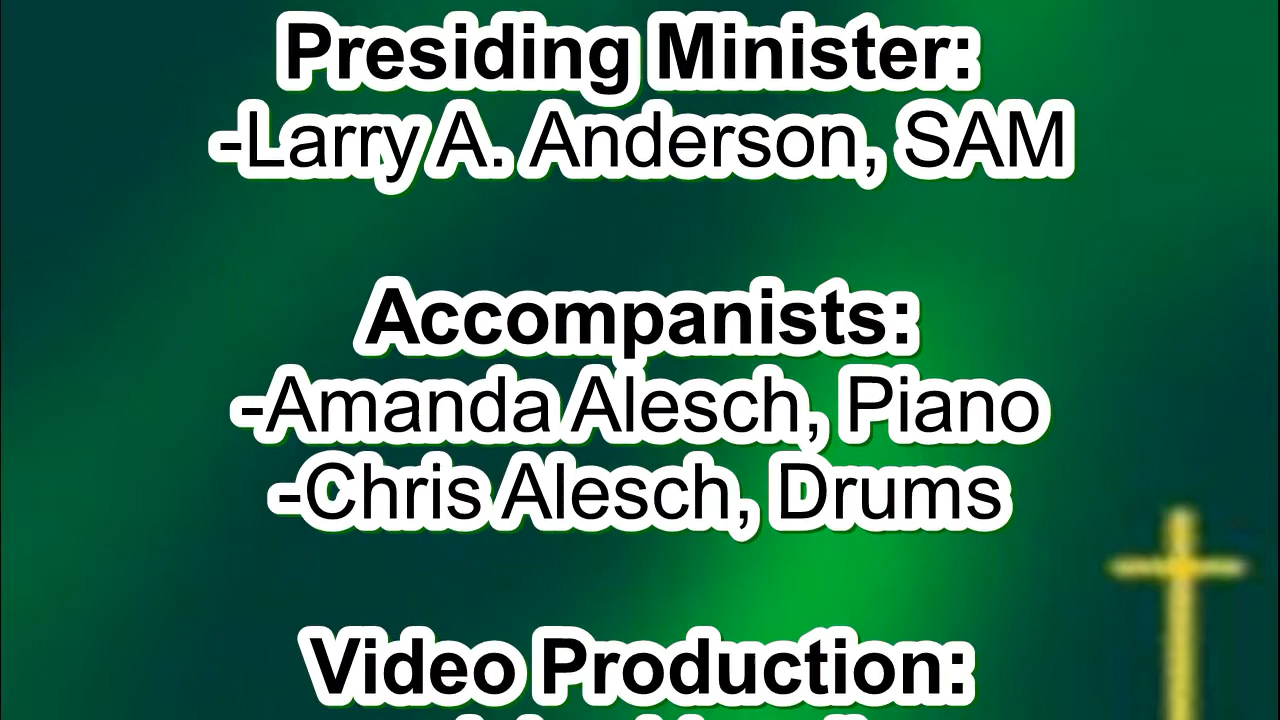 Presiding Minister:
-Larry A. Anderson, SAM
Accompanists:
-Amanda Alesch, Piano
-Chris Alesch, Drums
Video Production: